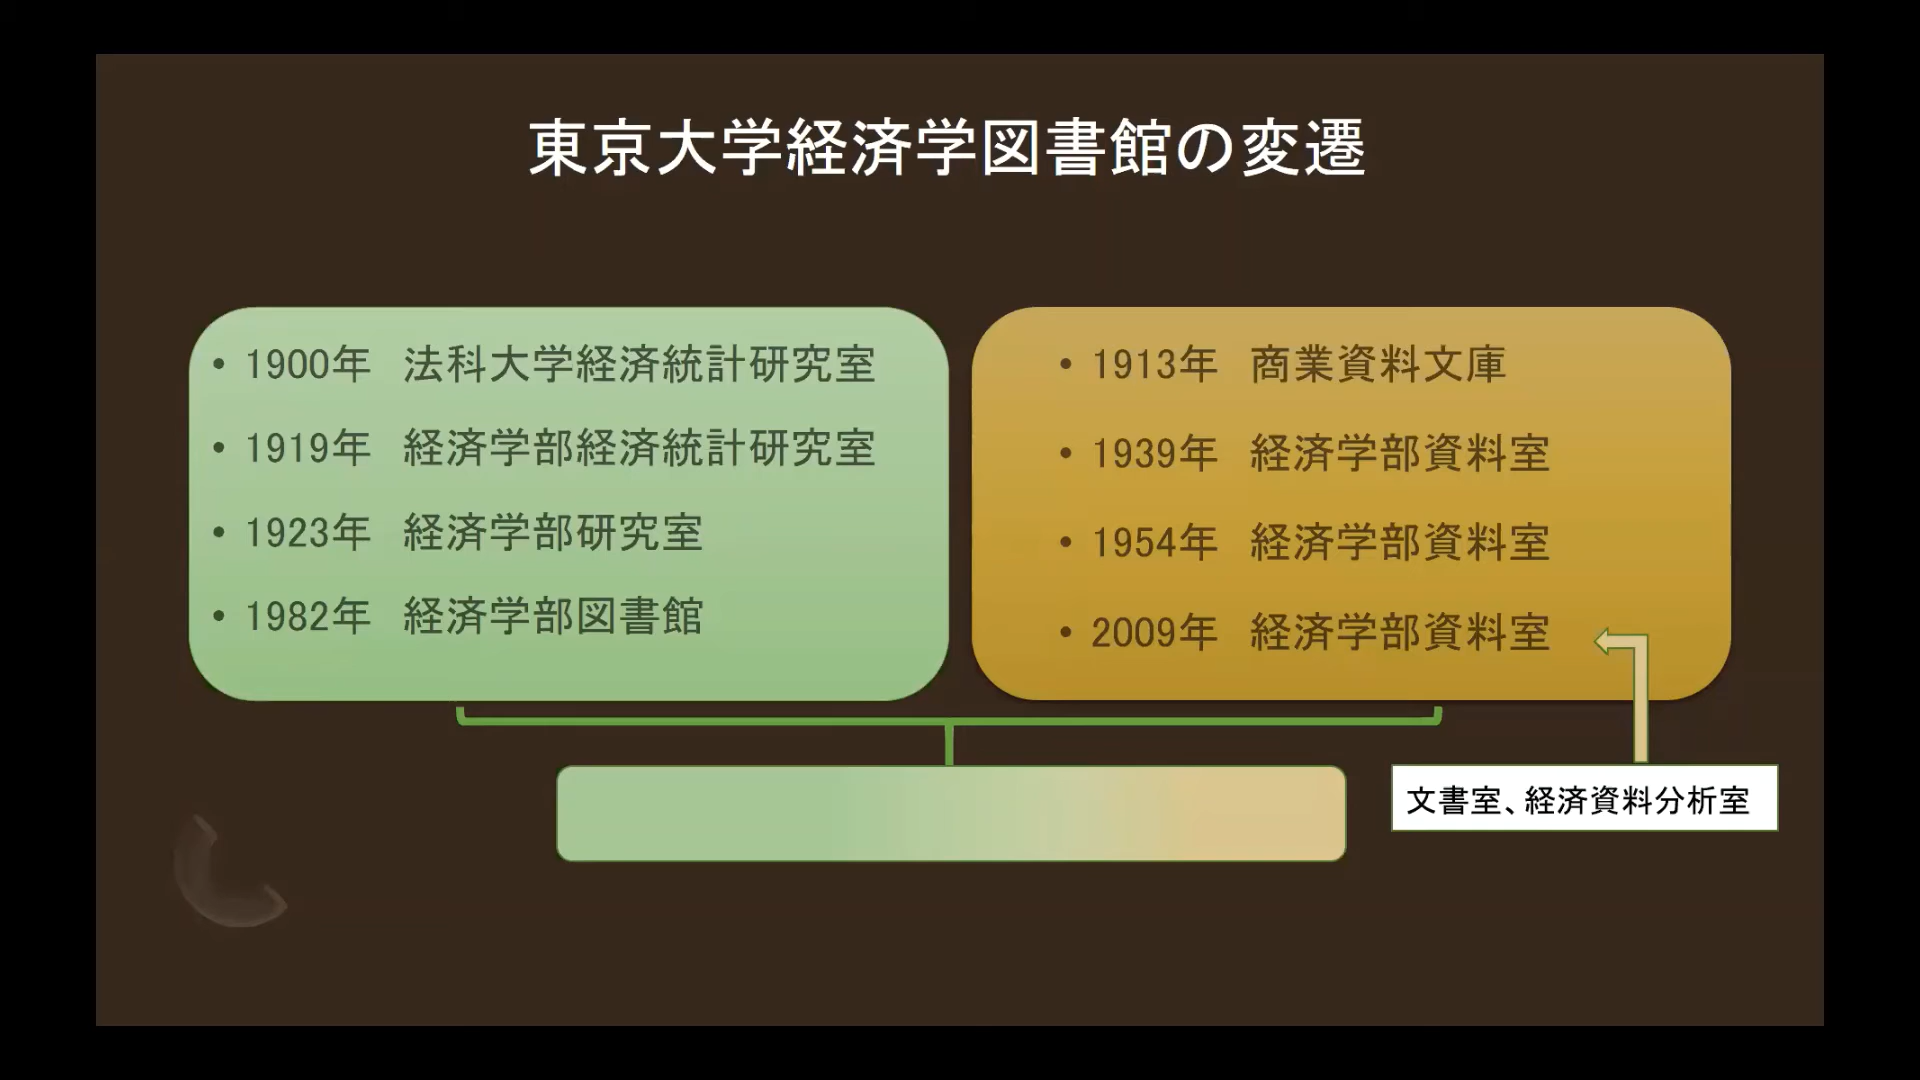 東京大学経済学図書館の変遷
• 1900年　法科大学経済統計研究室
• 1919年　経済学部経済統計研究室
• 1923年　経済学部研究室
• 1982年　経済学部図書館
• 1913年　商業資料文庫
• 1939年　経済学部資料室
• 1954年　経済学部資料室
• 2009年　経済学部資料室
文書室、経済資料分析室